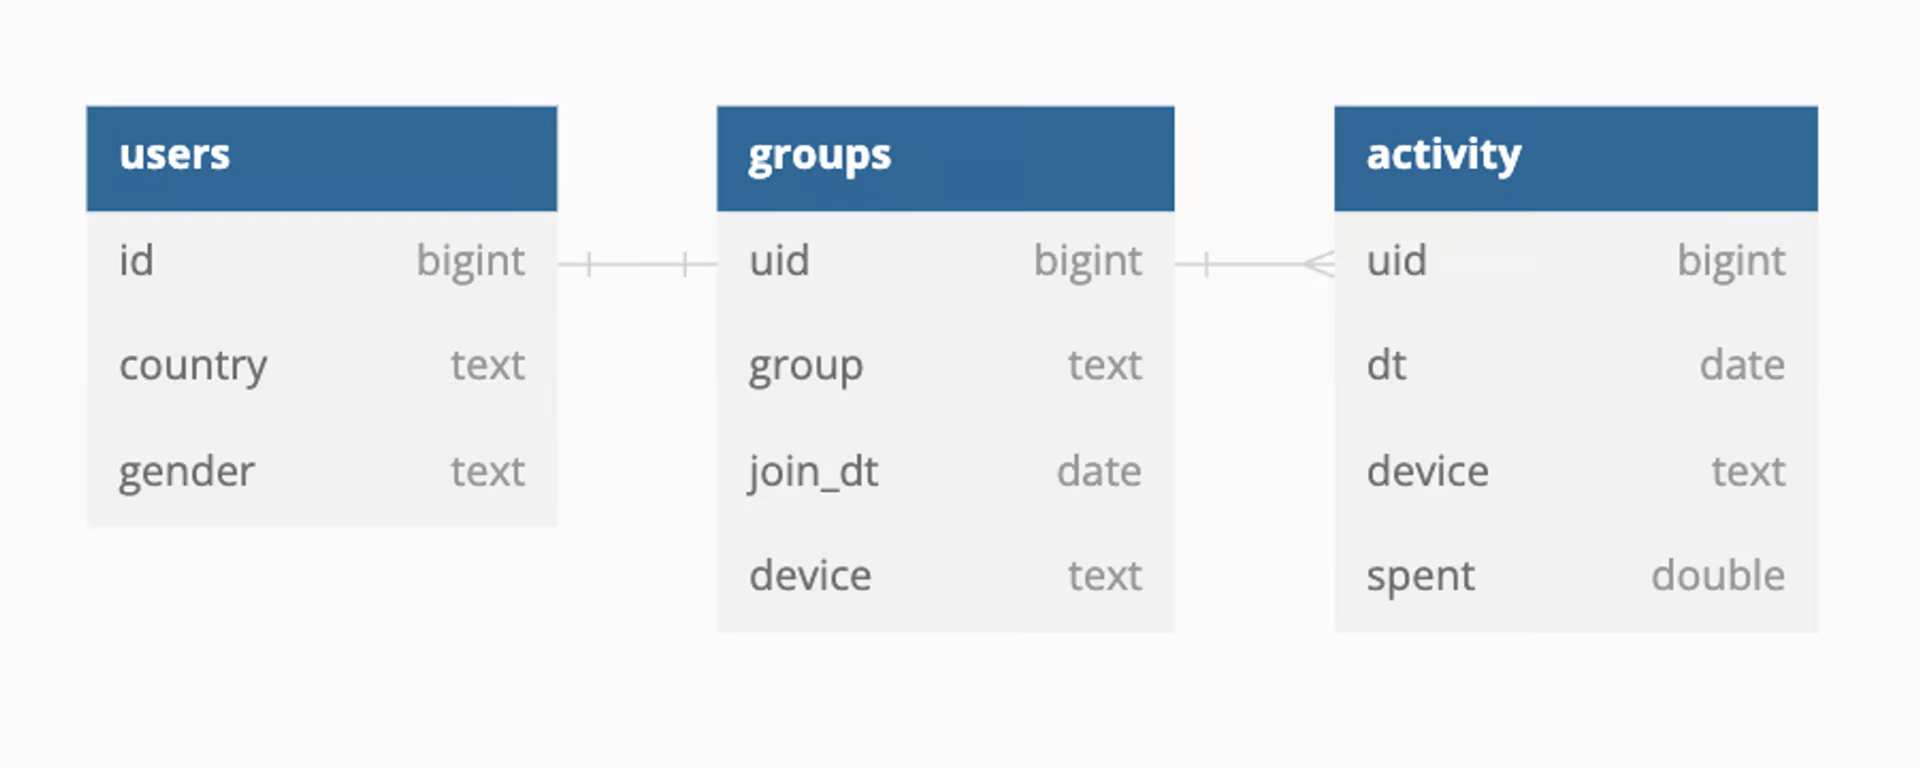 users
id bigint
country text
gender text
groups
uid bigint
group text
join_dt date
device text
activity
uid bigint
dt date
device text
spent double